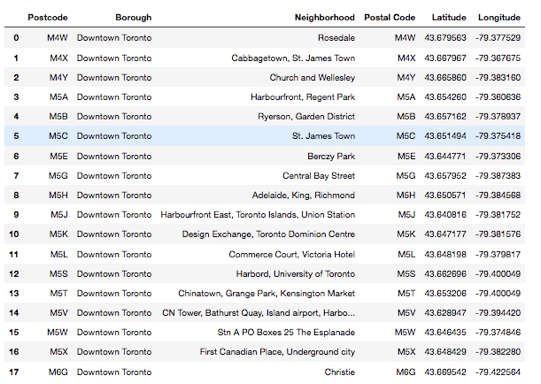 Postcode Borough Neighborhood Postal Code Latitude Longitude
0 M4W Downtown Toronto Rosedale M4W 43.679563 -79.377529
1 M4X Downtown Toronto Cabbagetown, St. James Town M4X 43.667967 -79.367675
2 M4Y Downtown Toronto Church and Wellesley M4Y 43.665860 -79.383160
3 M5A Downtown Toronto Harbourfront, Regent Park M5A 43.654260 -79.360636
4 M5B Downtown Toronto Ryerson, Garden District M5B 43.657162 -79.378937
5 M5C Downtown Toronto St. James Town M5C 43.651494 -79.375418
6 M5E Downtown Toronto Berczy Park M5E 43.644771 -79.373306
7 M5G Downtown Toronto Central Bay Street M5G 43.657952 -79.387383
8 M5H Downtown Toronto Adelaide, King, Richmond M5H 43.650571 -79.384568
9 M5J Downtown Toronto Harbourfront East, Toronto Islands, Union Station M5J 43.640816 -79.381752
10 M5K Downtown Toronto Design Exchange, Toronto Dominion Centre M5K 43.647177 -79.381576
11 M5L Downtown Toronto Commerce Court, Victoria Hotel M5L 43.648198 -79.379817
12 M5S Downtown Toronto Harbord, University of Toronto M5S 43.662696 -79.400049
13 M5T Downtown Toronto Chinatown, Grange Park, Kensington Market M5T 43.653206 -79.400049
14 M5V Downtown Toronto CN Tower, Bathurst Quay, Island airport, Harbo... M5V 43.628947 -79.394420
15 M5W Downtown Toronto Stn A PO Boxes 25 The Esplanade M5W 43.646435 -79.374846
16 M5X Downtown Toronto First Canadian Place, Underground city M5X 43.648429 -79.382280
17 M6G Downtown Toronto Christie M6G 43.669542 -79.422564